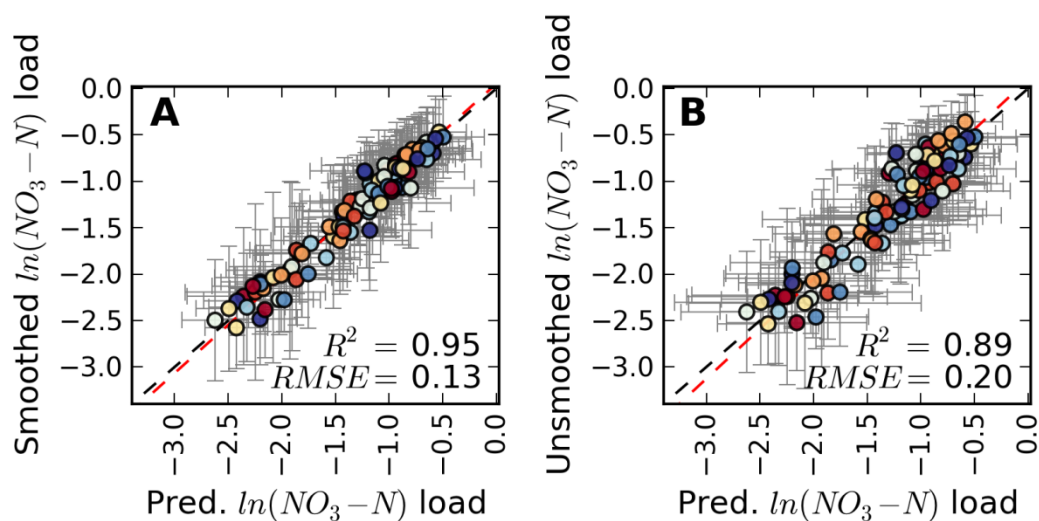 A
Smoothed ln(NO₃−N) load
0.0
−0.5
−1.0
−1.5
−2.0
−2.5
−3.0
R² = 0.95
RMSE = 0.13
−3.0 −2.5 −2.0 −1.5 −1.0 −0.5 0.0
Pred. ln(NO₃−N) load
B
Unsmoothed ln(NO₃−N) load
0.0
−0.5
−1.0
−1.5
−2.0
−2.5
−3.0
R² = 0.89
RMSE = 0.20
−3.0 −2.5 −2.0 −1.5 −1.0 −0.5 0.0
Pred. ln(NO₃−N) load